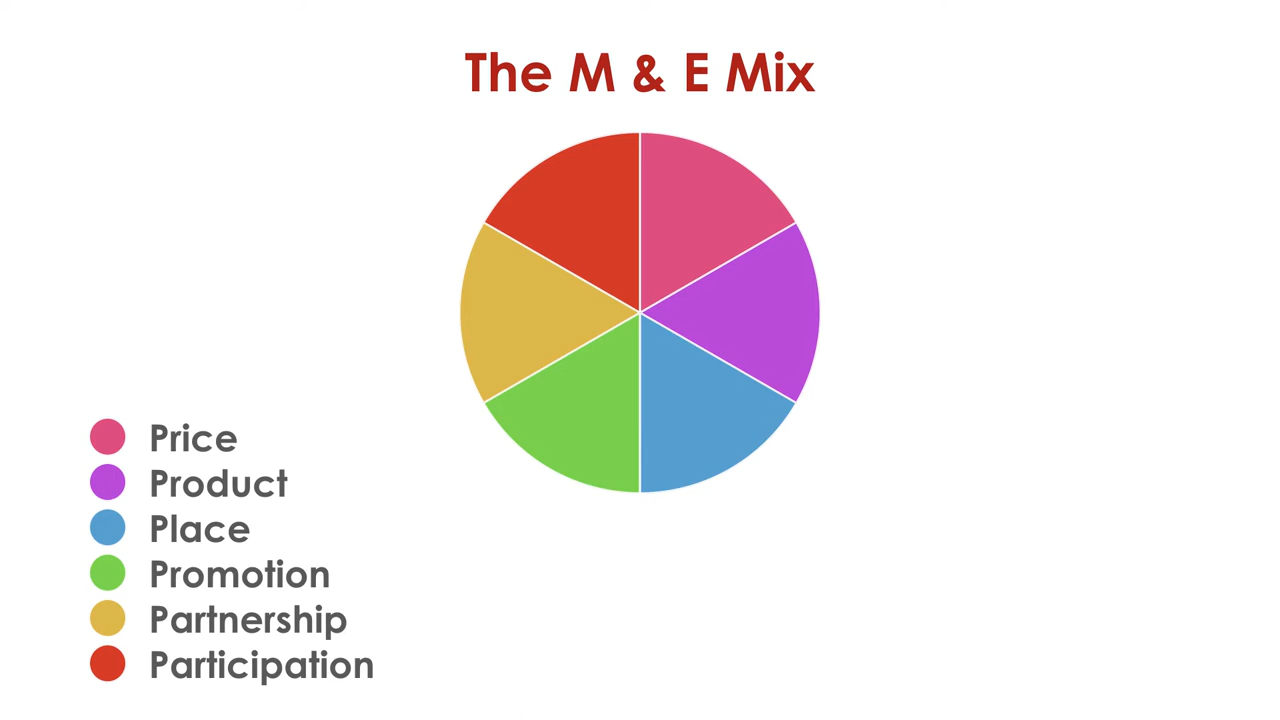 The M & E Mix
Price
Product
Place
Promotion
Partnership
Participation